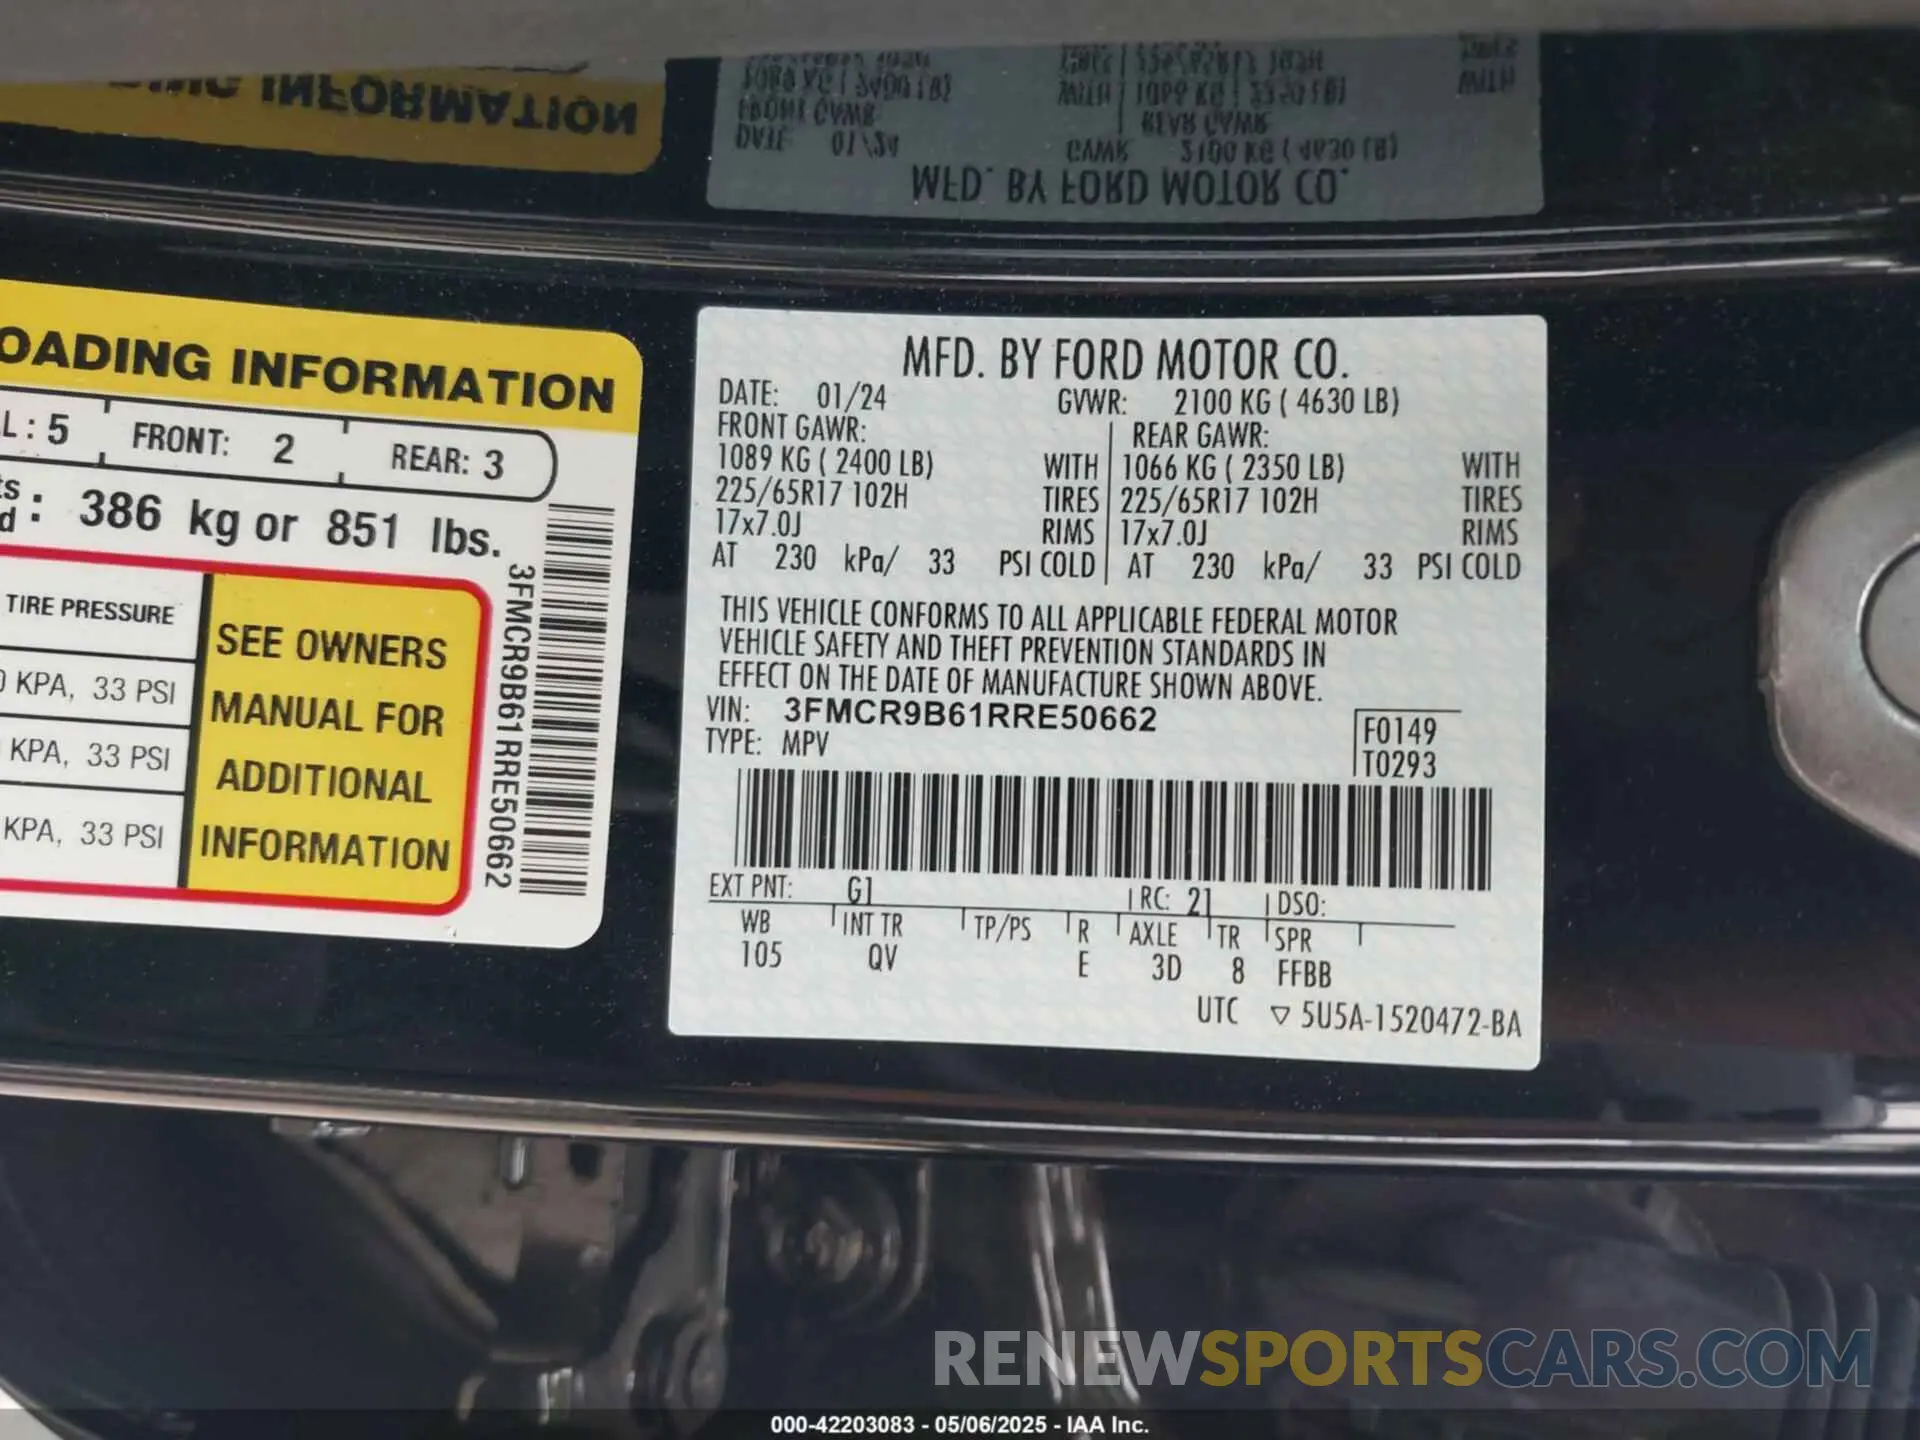 OADING INFORMATION
L: 5 FRONT: 2 REAR: 3
ts
d : 386 kg or 851 lbs.
TIRE PRESSURE
0 KPA, 33 PSI
KPA, 33 PSI
KPA, 33 PSI
SEE OWNERS
MANUAL FOR
ADDITIONAL
INFORMATION
3FMCR9B61RRE50662
MFD. BY FORD MOTOR CO.
DATE: 01/24 GVWR: 2100 KG ( 4630 LB)
FRONT GAWR: REAR GAWR:
1089 KG ( 2400 LB) WITH 1066 KG ( 2350 LB) WITH
225/65R17 102H TIRES 225/65R17 102H TIRES
17x7.0J RIMS 17x7.0J RIMS
AT 230 kPa/ 33 PSI COLD AT 230 kPa/ 33 PSI COLD
THIS VEHICLE CONFORMS TO ALL APPLICABLE FEDERAL MOTOR
VEHICLE SAFETY AND THEFT PREVENTION STANDARDS IN
EFFECT ON THE DATE OF MANUFACTURE SHOWN ABOVE.
VIN: 3FMCR9B61RRE50662 F0149
TYPE: MPV T0293
EXT PNT: G1 RC: 21 DSO:
WB INT TR TP/PS R AXLE TR SPR
105 QV E 3D 8 FFBB
UTC ▽ 5U5A-1520472-BA
RENEWSPORTSCARS.COM
000-42203083 - 05/06/2025 - IAA Inc.